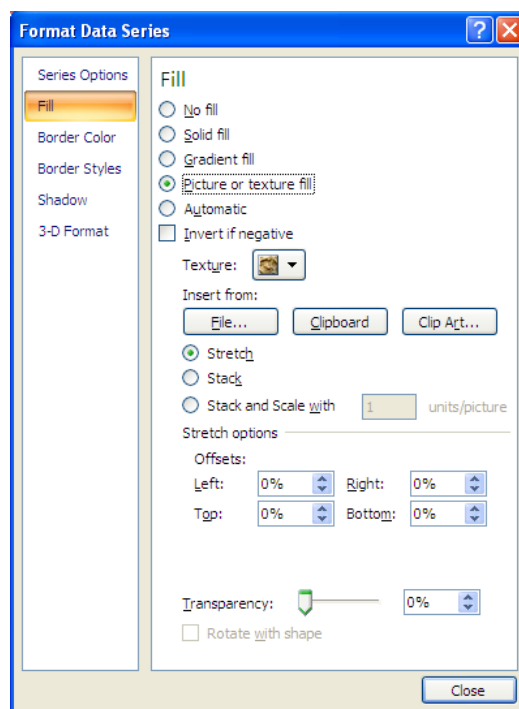 Format Data Series
Series Options
Fill
Border Color
Border Styles
Shadow
3-D Format
Fill
No fill
Solid fill
Gradient fill
Picture or texture fill
Automatic
Invert if negative
Texture:
Insert from:
File... Clipboard Clip Art...
Stretch
Stack
Stack and Scale with 1 units/picture
Stretch options
Offsets:
Left: 0% Right: 0%
Top: 0% Bottom: 0%
Transparency: 0%
Rotate with shape
Close